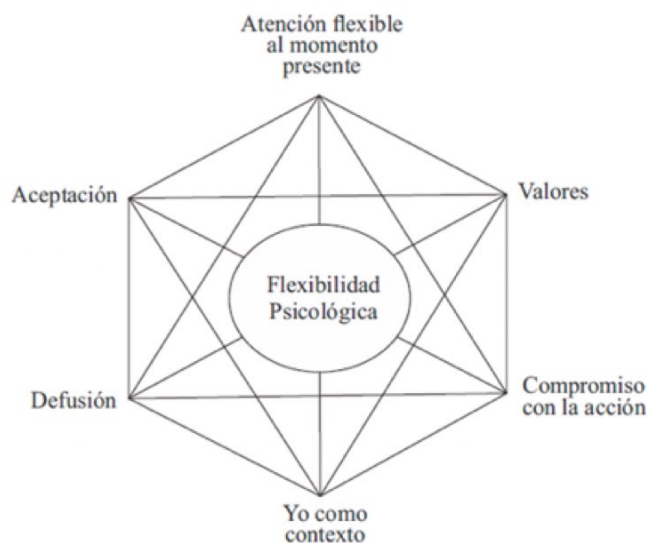 Atención flexible
al momento
presente
Aceptación
Valores
Flexibilidad
Psicológica
Defusión
Compromiso
con la acción
Yo como
contexto